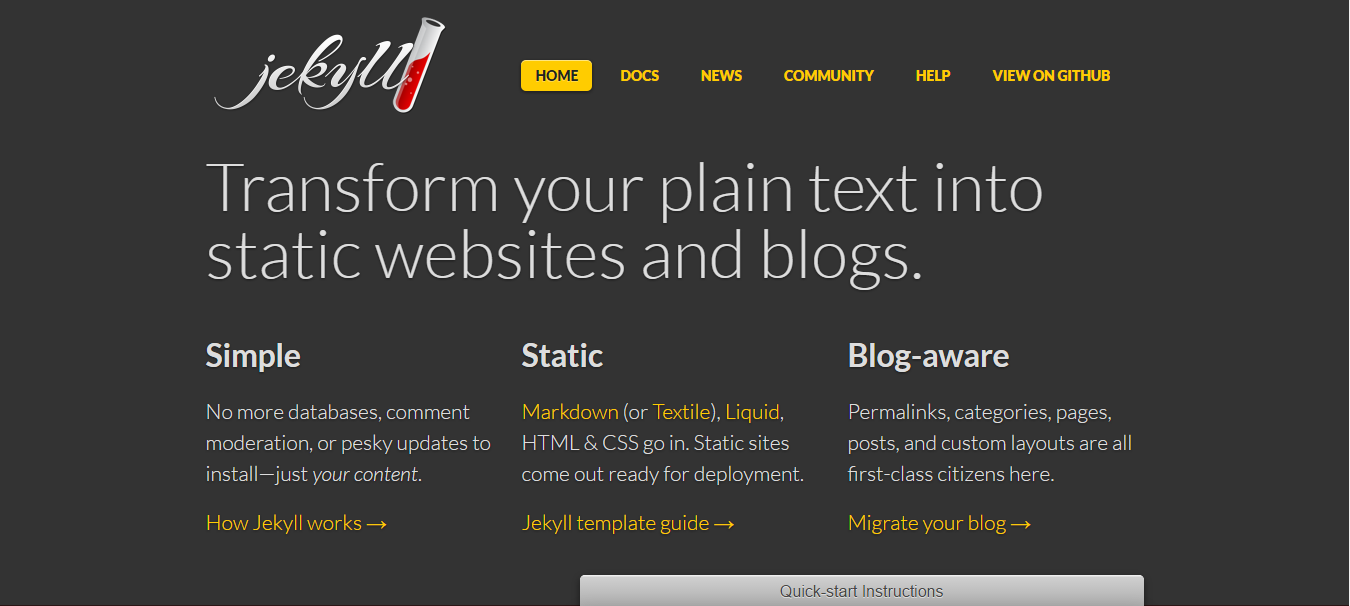 jekyll
HOME DOCS NEWS COMMUNITY HELP VIEW ON GITHUB
Transform your plain text into
static websites and blogs.
Simple
No more databases, comment
moderation, or pesky updates to
install—just your content.
How Jekyll works →
Static
Markdown (or Textile), Liquid,
HTML & CSS go in. Static sites
come out ready for deployment.
Jekyll template guide →
Blog-aware
Permalinks, categories, pages,
posts, and custom layouts are all
first-class citizens here.
Migrate your blog →
Quick-start Instructions